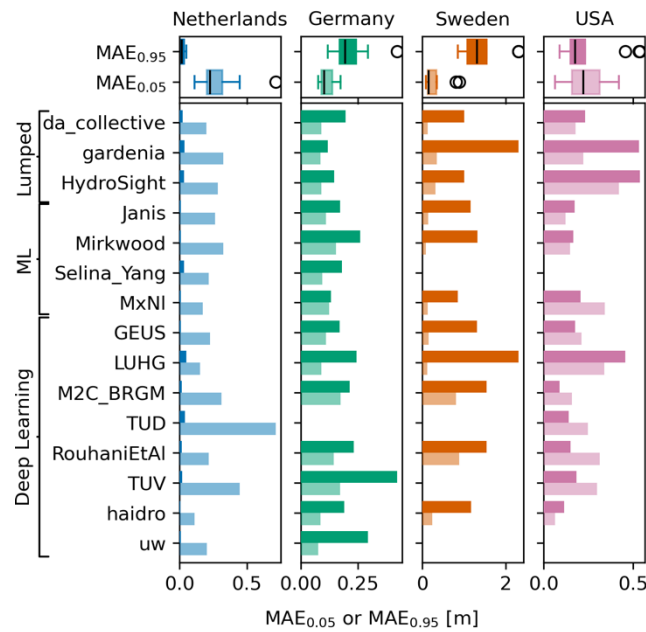 Netherlands Germany Sweden USA
MAE0.95
MAE0.05
Lumped
da_collective
gardenia
HydroSight
ML
Janis
Mirkwood
Selina_Yang
MxNl
Deep Learning
GEUS
LUHG
M2C_BRGM
TUD
RouhaniEtAl
TUV
haidro
uw
0.0 0.5 0.00 0.25 0 2 0.0 0.5
MAE0.05 or MAE0.95 [m]